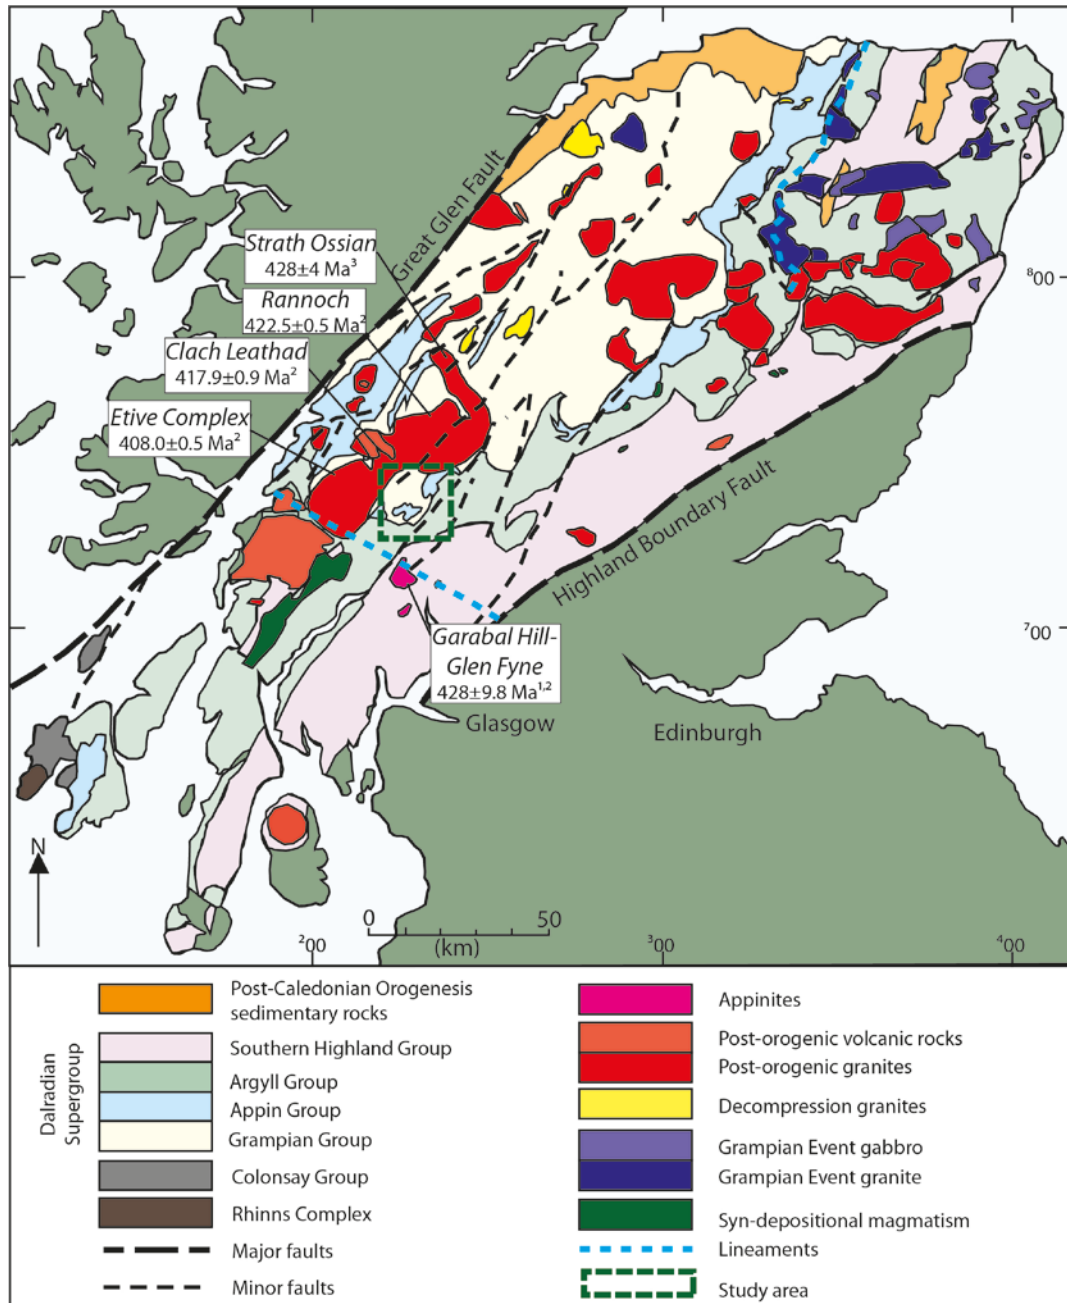 Great Glen Fault
Strath Ossian
428±4 Ma³
Rannoch
422.5±0.5 Ma²
Clach Leathad
417.9±0.9 Ma²
Etive Complex
408.0±0.5 Ma²
⁸00
Highland Boundary Fault
⁷00
Garabal Hill-
Glen Fyne
428±9.8 Ma¹,²
Glasgow
Edinburgh
N
0 50
(km)
²00
³00
⁴00
Post-Caledonian Orogenesis
sedimentary rocks
Dalradian
Supergroup
Southern Highland Group
Argyll Group
Appin Group
Grampian Group
Colonsay Group
Rhinns Complex
Major faults
Minor faults
Appinites
Post-orogenic volcanic rocks
Post-orogenic granites
Decompression granites
Grampian Event gabbro
Grampian Event granite
Syn-depositional magmatism
Lineaments
Study area